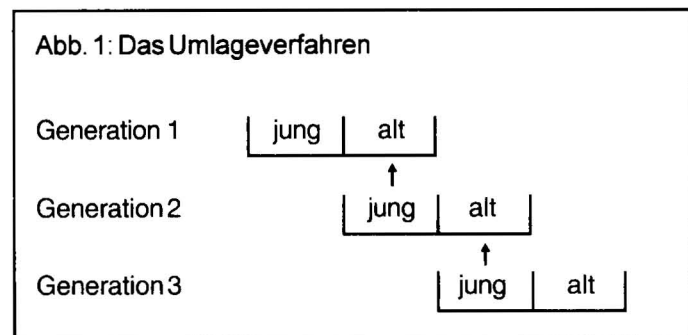 Abb. 1: Das Umlageverfahren
Generation 1 jung alt
Generation 2 jung alt
Generation 3 jung alt